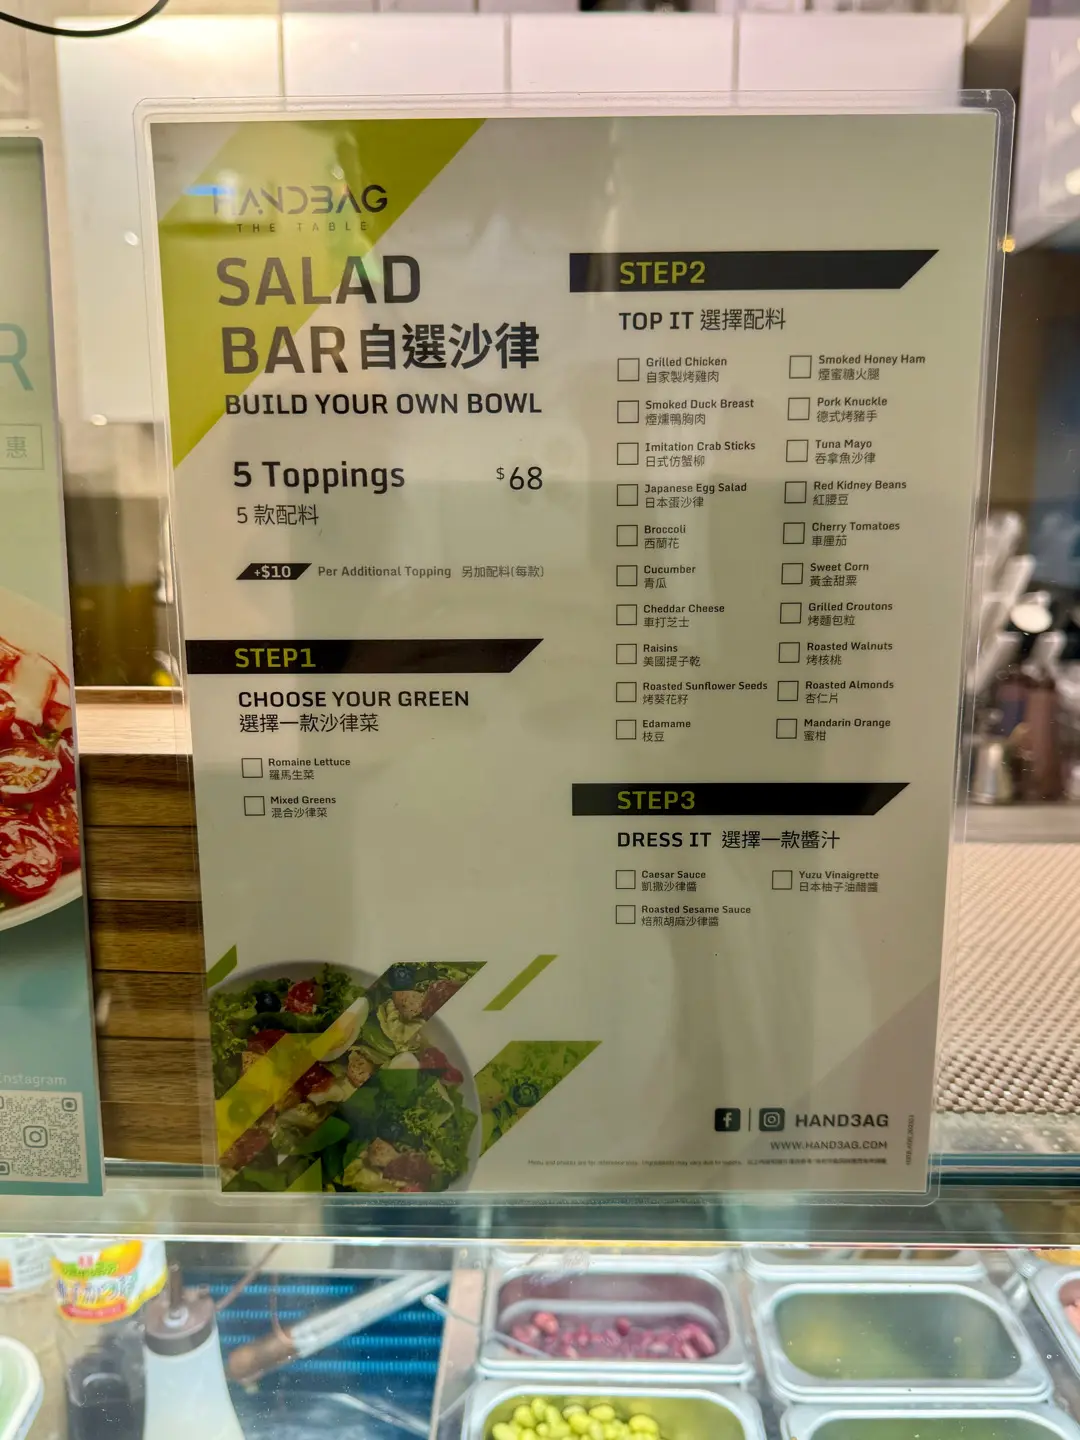 HANDBAG
THE TABLE
SALAD
BAR 自選沙律
BUILD YOUR OWN BOWL
5 Toppings $68
5 款配料
+$10 Per Additional Topping 另加配料(每款)
STEP1
CHOOSE YOUR GREEN
選擇一款沙律菜
Romaine Lettuce
羅馬生菜
Mixed Greens
混合沙律菜
STEP2
TOP IT 選擇配料
Grilled Chicken
自家製烤雞肉
Smoked Duck Breast
煙燻鴨胸肉
Imitation Crab Sticks
日式仿蟹柳
Japanese Egg Salad
日本蛋沙律
Broccoli
西蘭花
Cucumber
青瓜
Cheddar Cheese
車打芝士
Raisins
美國提子乾
Roasted Sunflower Seeds
烤葵花籽
Edamame
枝豆
Smoked Honey Ham
煙蜜糖火腿
Pork Knuckle
德式烤豬手
Tuna Mayo
吞拿魚沙律
Red Kidney Beans
紅腰豆
Cherry Tomatoes
車厘茄
Sweet Corn
黃金甜粟
Grilled Croutons
烤麵包粒
Roasted Walnuts
烤核桃
Roasted Almonds
杏仁片
Mandarin Orange
蜜柑
STEP3
DRESS IT 選擇一款醬汁
Caesar Sauce
凱撒沙律醬
Roasted Sesame Sauce
焙煎胡麻沙律醬
Yuzu Vinaigrette
日本柚子油醋醬
HAND3AG
WWW.HAND3AG.COM
R
惠
Instagram